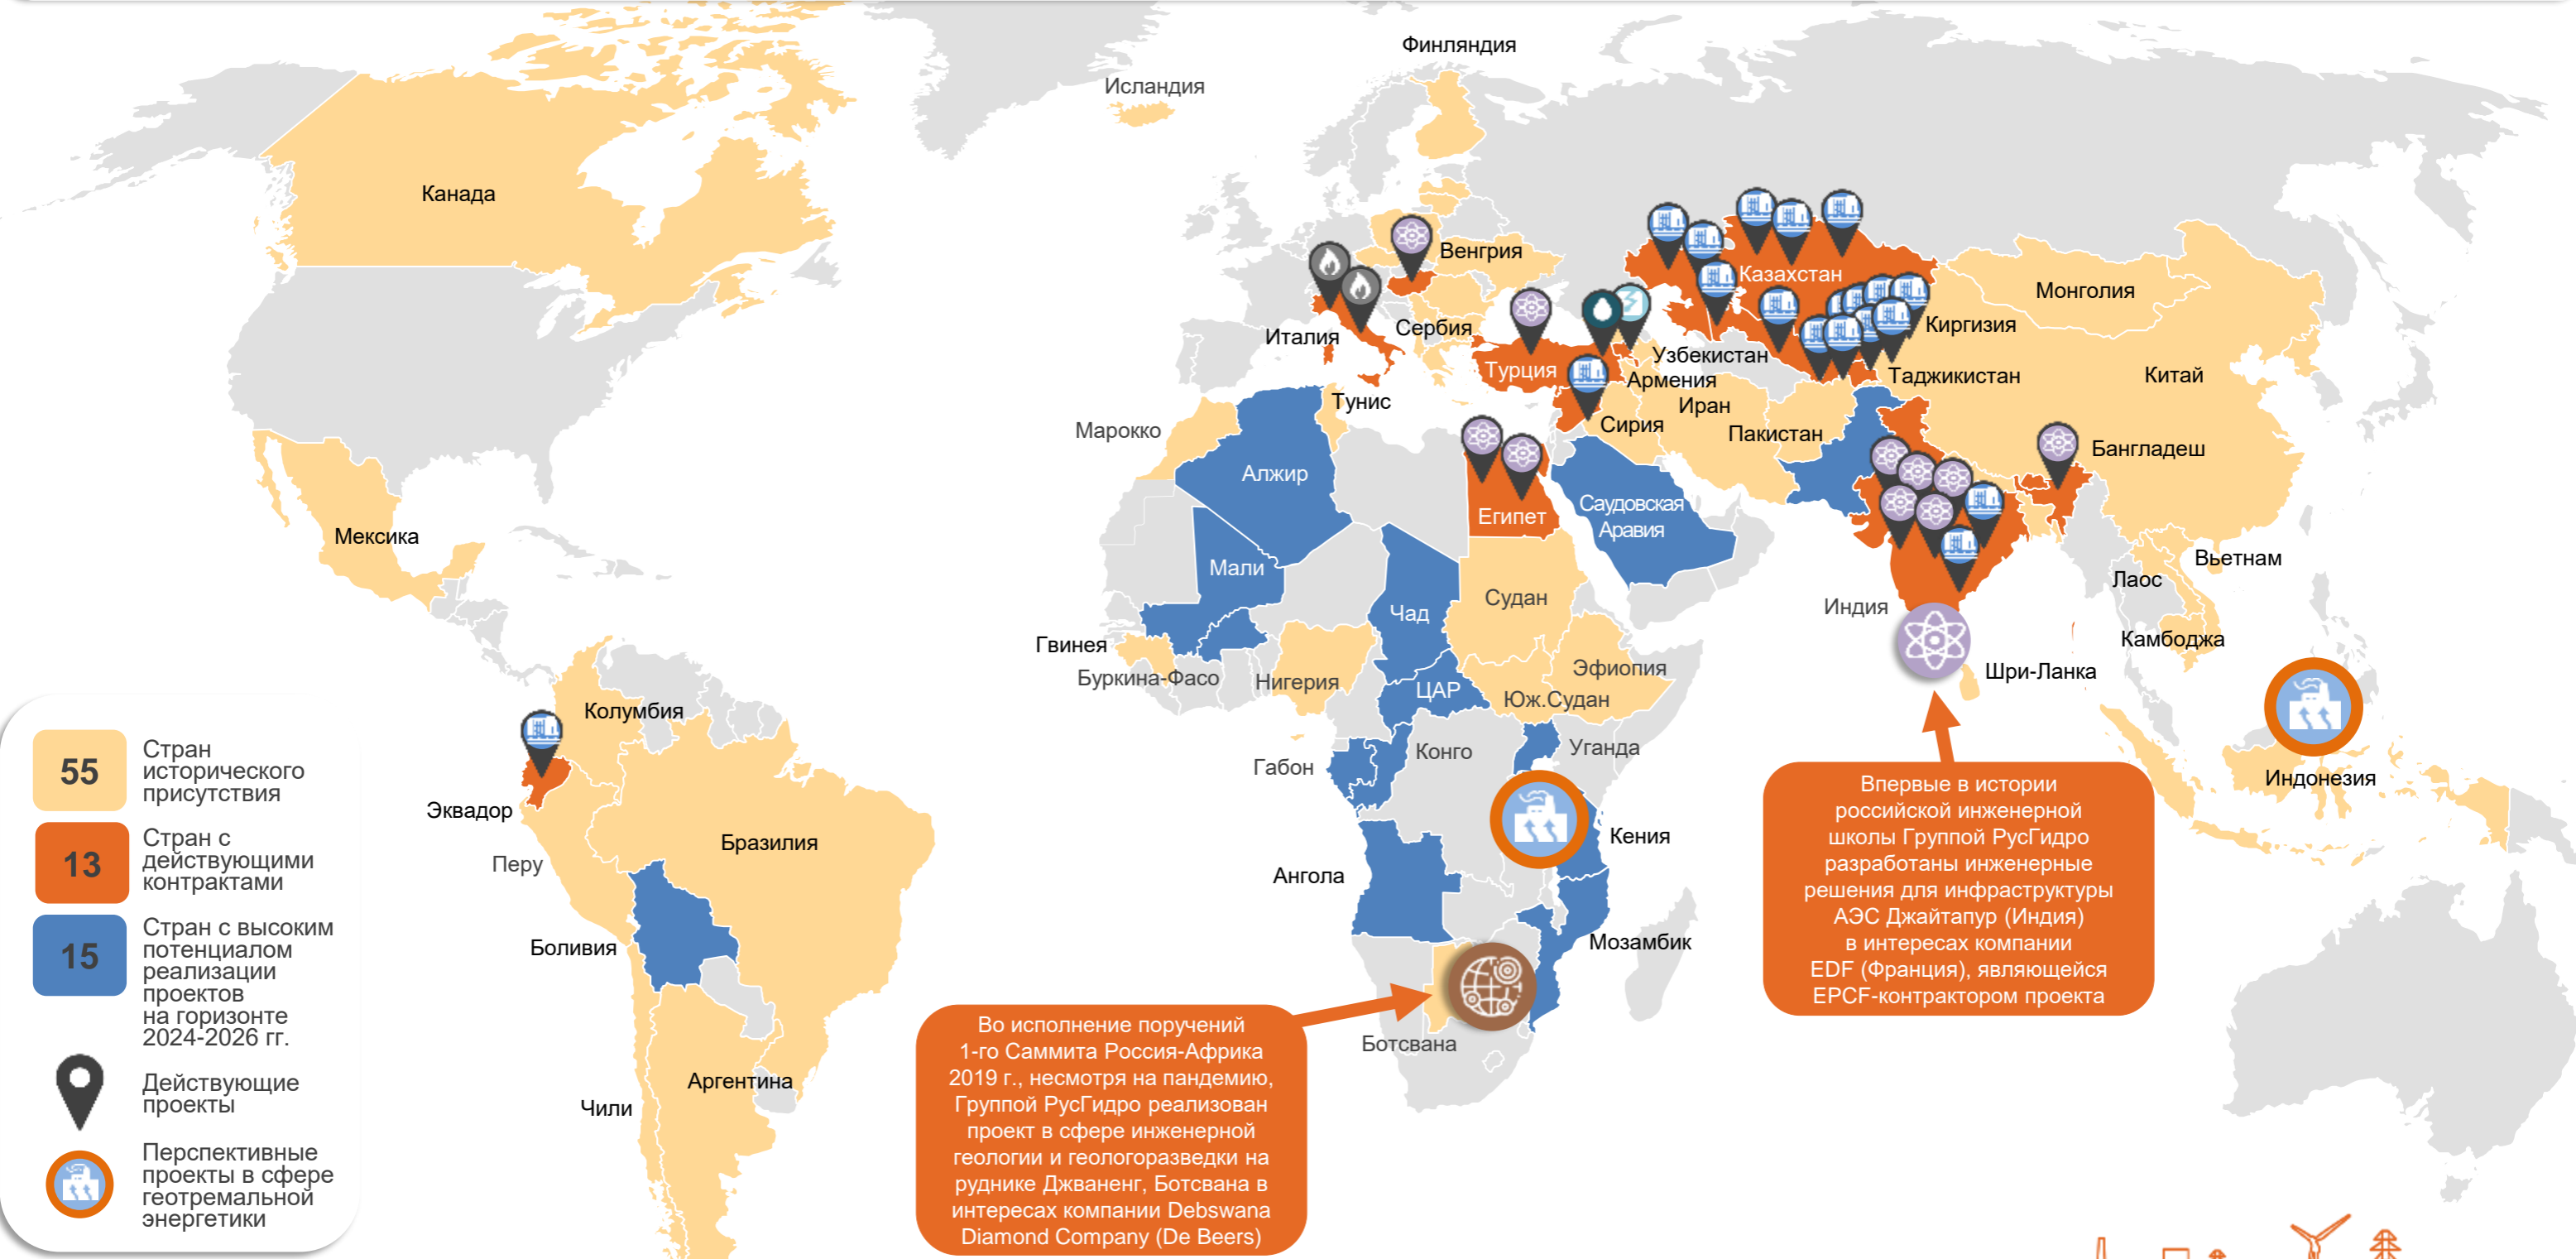 Финляндия
Исландия
Канада
Венгрия
Казахстан
Монголия
Италия
Сербия
Киргизия
Узбекистан
Турция
Армения
Таджикистан
Китай
Тунис
Иран
Марокко
Сирия
Пакистан
Бангладеш
Алжир
Саудовская
Аравия
Египет
Мексика
Вьетнам
Мали
Лаос
Судан
Индия
Чад
Гвинея
Камбоджа
Эфиопия
Шри-Ланка
Буркина-Фасо
Нигерия
ЦАР
Юж.Судан
Колумбия
Конго
Уганда
Габон
Индонезия
Эквадор
Бразилия
Кения
Перу
Ангола
Боливия
Мозамбик
Ботсвана
Аргентина
Чили
55
Стран
исторического
присутствия
13
Стран с
действующими
контрактами
15
Стран с высоким
потенциалом
реализации
проектов
на горизонте
2024-2026 гг.
Действующие
проекты
Перспективные
проекты в сфере
геотремальной
энергетики
Во исполнение поручений
1-го Саммита Россия-Африка
2019 г., несмотря на пандемию,
Группой РусГидро реализован
проект в сфере инженерной
геологии и геологоразведки на
руднике Джваненг, Ботсвана в
интересах компании Debswana
Diamond Company (De Beers)
Впервые в истории
российской инженерной
школы Группой РусГидро
разработаны инженерные
решения для инфраструктуры
АЭС Джайтапур (Индия)
в интересах компании
EDF (Франция), являющейся
EPCF-контрактором проекта